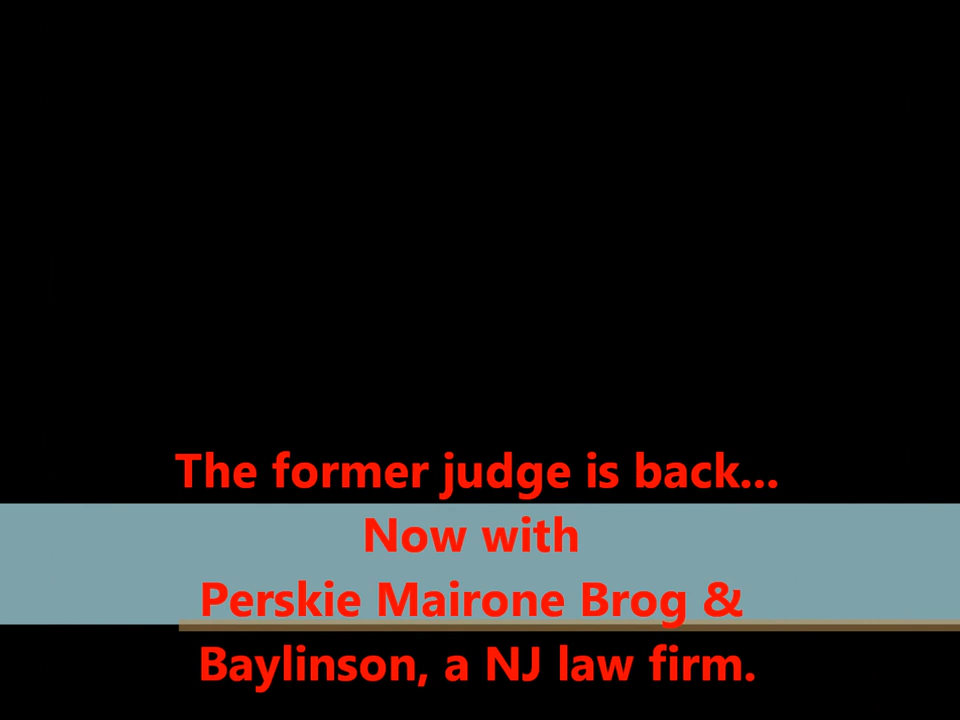 The former judge is back...
Now with
Perskie Mairone Brog &
Baylinson, a NJ law firm.